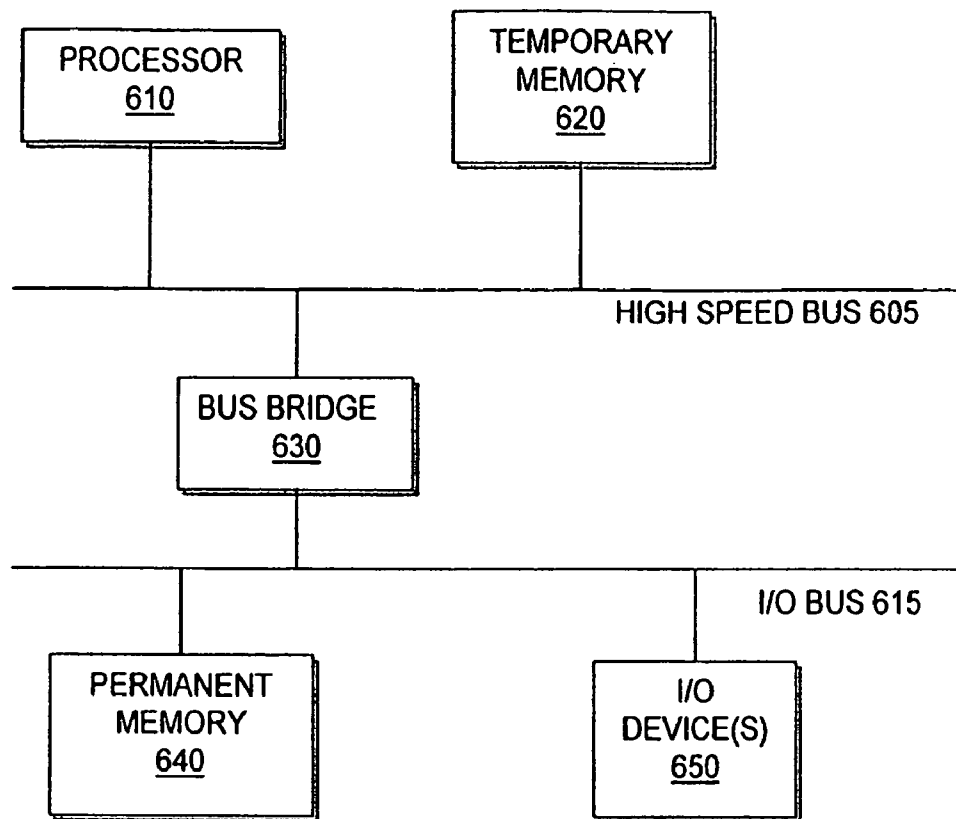 PROCESSOR
610
TEMPORARY
MEMORY
620
HIGH SPEED BUS 605
BUS BRIDGE
630
I/O BUS 615
PERMANENT
MEMORY
640
I/O
DEVICE(S)
650